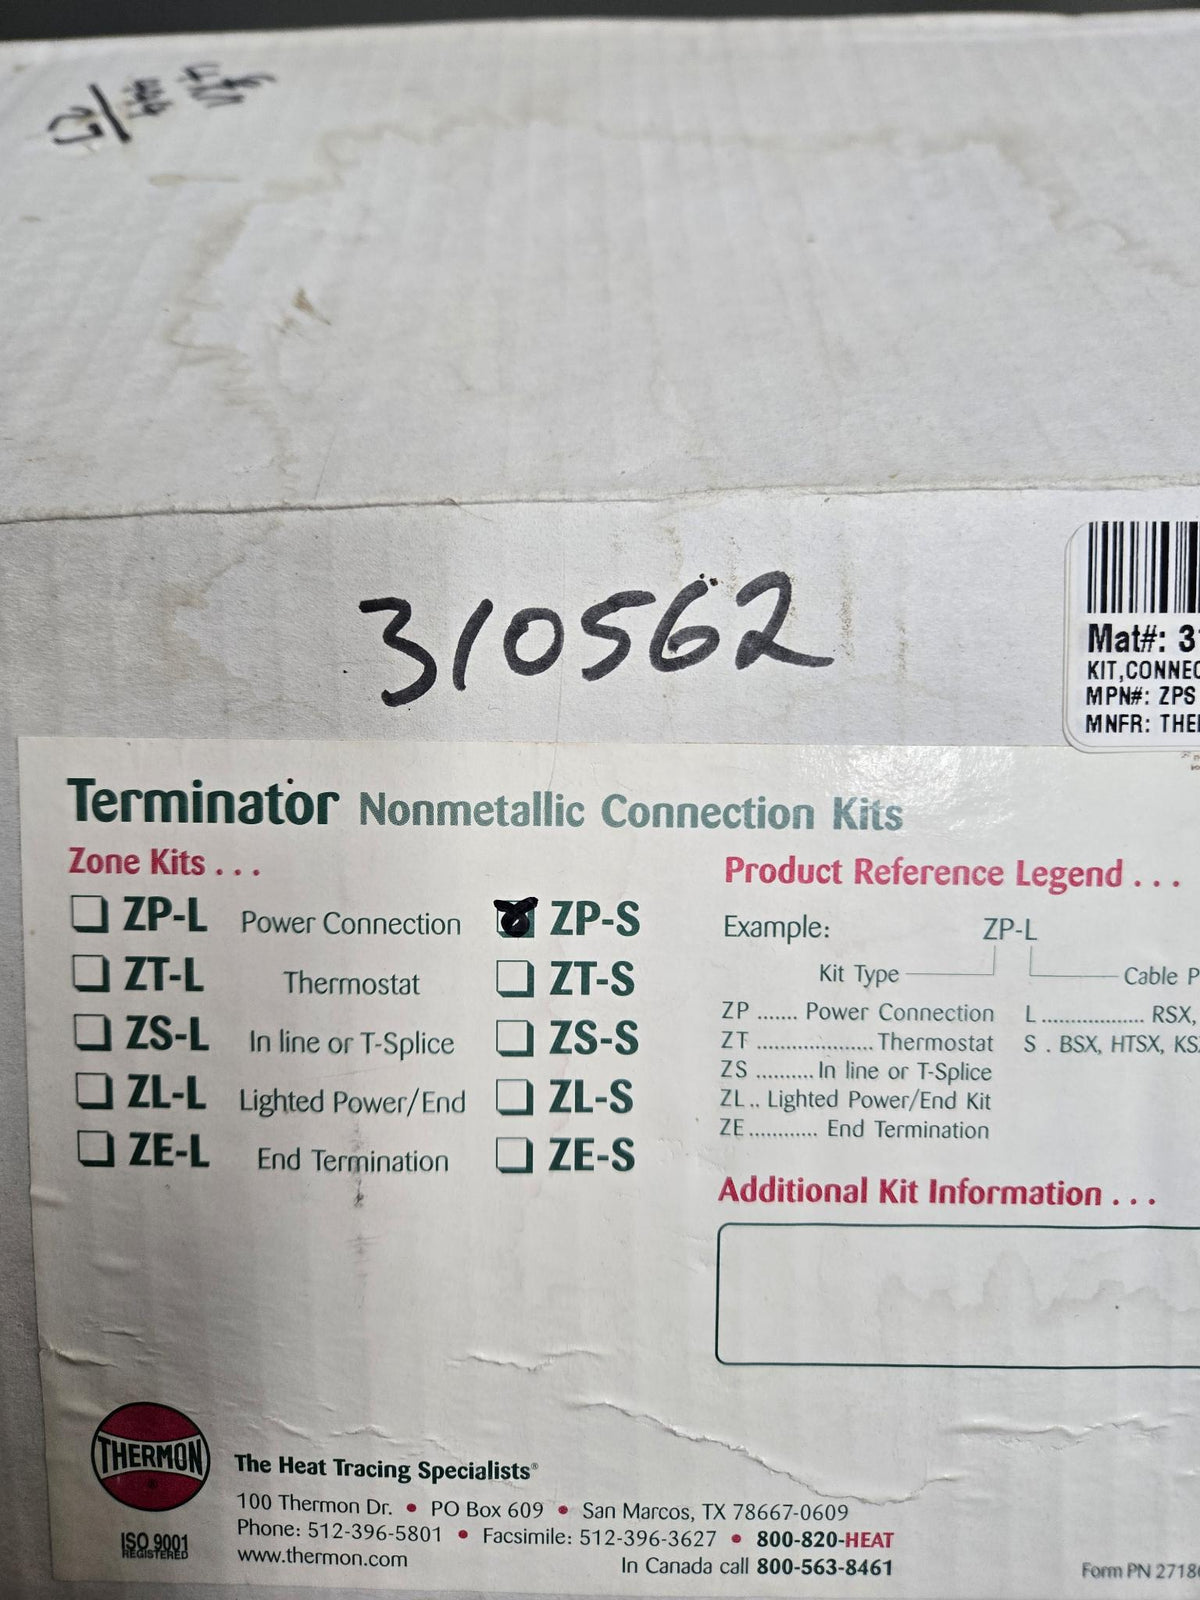 310562
Mat#: 3
KIT,CONNEC
MPN#: ZPS
MNFR: THE
Terminator Nonmetallic Connection Kits
Zone Kits . . .
ZP-L Power Connection ZP-S
ZT-L Thermostat ZT-S
ZS-L In line or T-Splice ZS-S
ZL-L Lighted Power/End ZL-S
ZE-L End Termination ZE-S
Product Reference Legend . . .
Example: ZP-L
Kit Type Cable P
ZP ....... Power Connection L ................. RSX,
ZT ................... Thermostat S . BSX, HTSX, KS
ZS .......... In line or T-Splice
ZL .. Lighted Power/End Kit
ZE ............ End Termination
Additional Kit Information . . .
THERMON
®
ISO 9001
REGISTERED
The Heat Tracing Specialists®
100 Thermon Dr. • PO Box 609 • San Marcos, TX 78667-0609
Phone: 512-396-5801 • Facsimile: 512-396-3627 • 800-820-HEAT
www.thermon.com In Canada call 800-563-8461
Form PN 2718